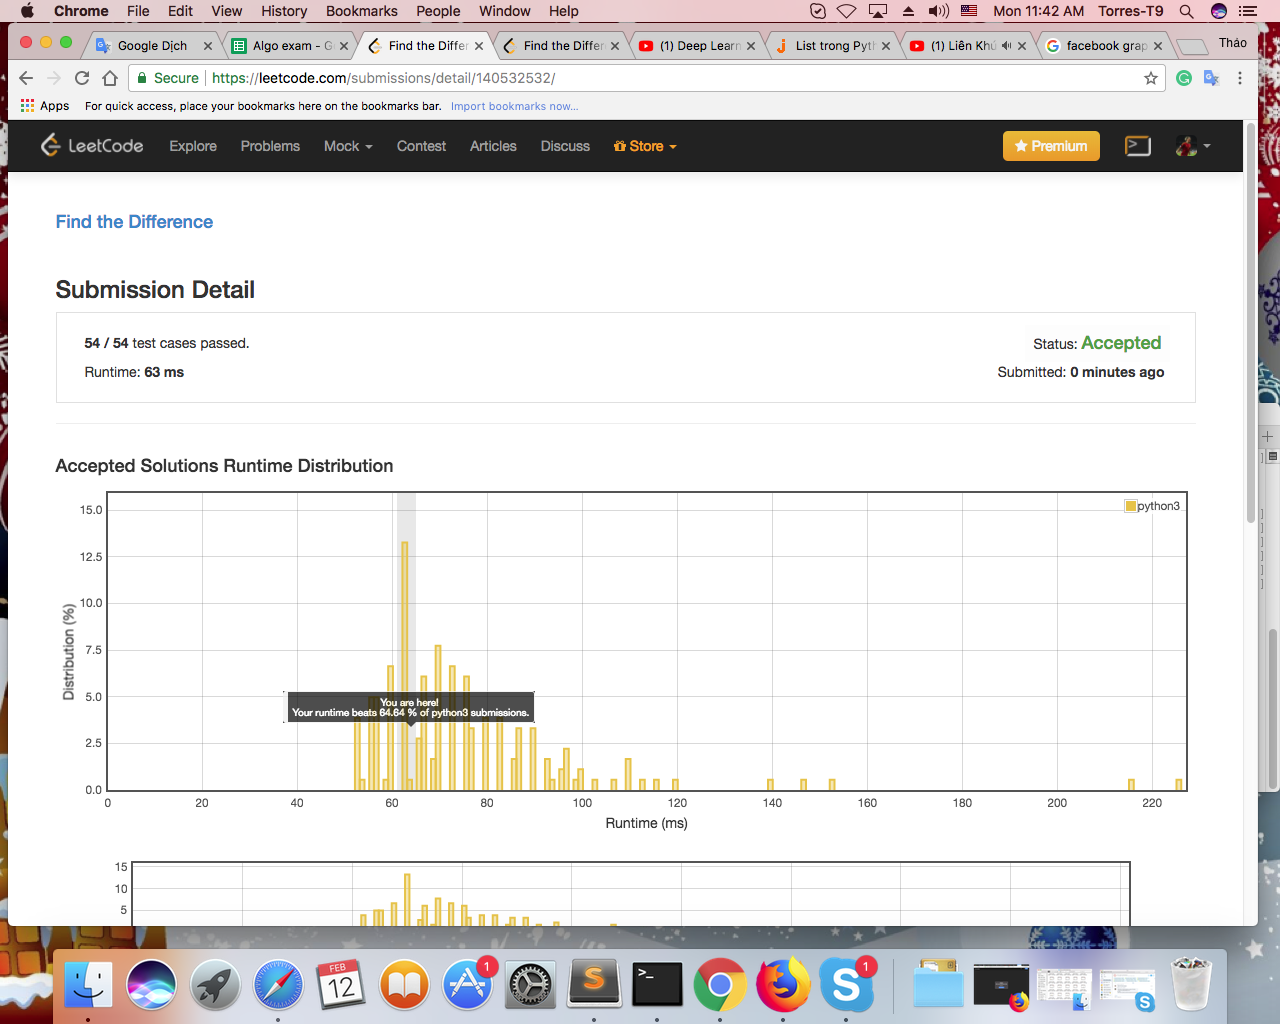 Chrome File Edit View History Bookmarks People Window Help Mon 11:42 AM Torres-T9
Google Dịch Algo exam - G Find the Differ Find the Differ (1) Deep Learn List trong Pyt (1) Liên Khú facebook grap Thảo
Secure https://leetcode.com/submissions/detail/140532532/
Apps For quick access, place your bookmarks here on the bookmarks bar. Import bookmarks now...
LeetCode Explore Problems Mock Contest Articles Discuss Store Premium
Find the Difference
Submission Detail
54 / 54 test cases passed. Status: Accepted
Runtime: 63 ms Submitted: 0 minutes ago
Accepted Solutions Runtime Distribution
python3
15.0
12.5
10.0
7.5
5.0
2.5
0.0
Distribution (%)
You are here!
Your runtime beats 64.64 % of python3 submissions.
0 20 40 60 80 100 120 140 160 180 200 220
Runtime (ms)
15
10
5
FEB
12
1
1